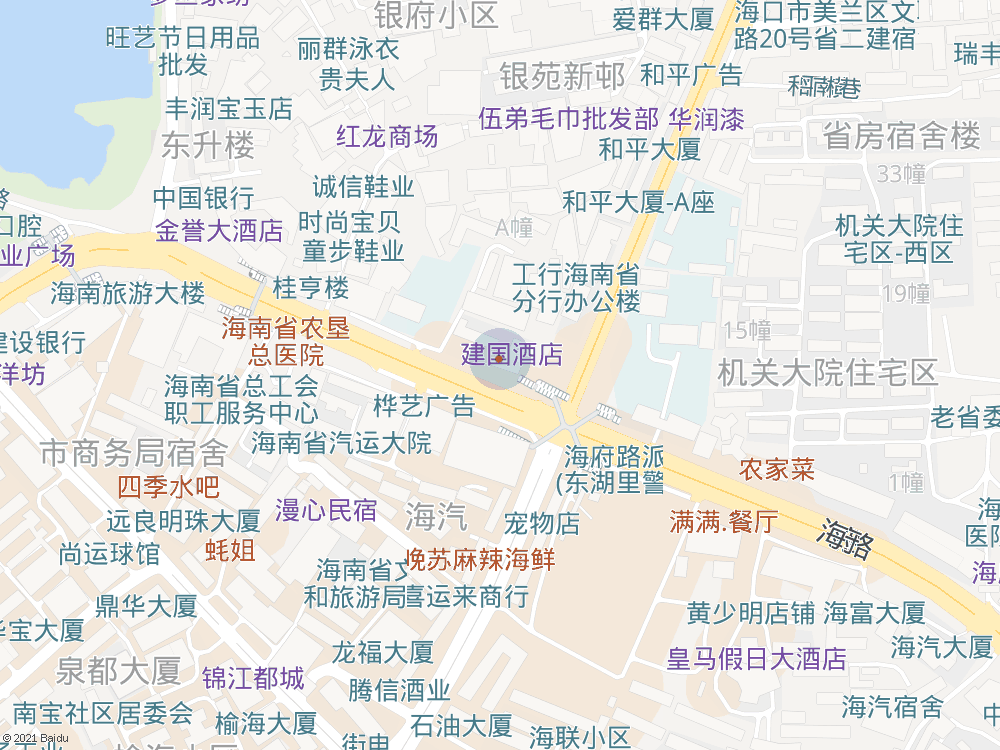 银府小区
爱群大厦
海口市美兰区文
路20号省二建宿
旺艺节日用品
批发
丽群泳衣
贵夫人
银苑新邨
和平广告
瑞丰
丰润宝玉店
东升楼
红龙商场
伍弟毛巾批发部
华润漆
省房宿舍楼
和平大厦
33幢
中国银行
诚信鞋业
和平大厦-A座
口腔
金誉大酒店
时尚宝贝
童步鞋业
A幢
机关大院住
宅区-西区
业广场
海南旅游大楼
桂亨楼
工行海南省
分行办公楼
19幢
建设银行
海南省农垦
总医院
建国酒店
15幢
洋坊
海南省总工会
职工服务中心
桦艺广告
机关大院住宅区
老省委
市商务局宿舍
海南省汽运大院
海府路派
(东湖里警
农家菜
四季水吧
1幢
漫心民宿
海汽
远良明珠大厦
宠物店
满满.餐厅
海
医院
尚运球馆
蚝姐
晚苏麻辣海鲜
海南省文
和旅游局
喜运来商行
鼎华大厦
黄少明店铺
海富大厦
华宝大厦
海汽大厦
泉都大厦
龙福大厦
锦江都城
皇马假日大酒店
腾信酒业
南宝社区居委会
榆海大厦
石油大厦
海联小区
海汽宿舍
© 2021 Baidu